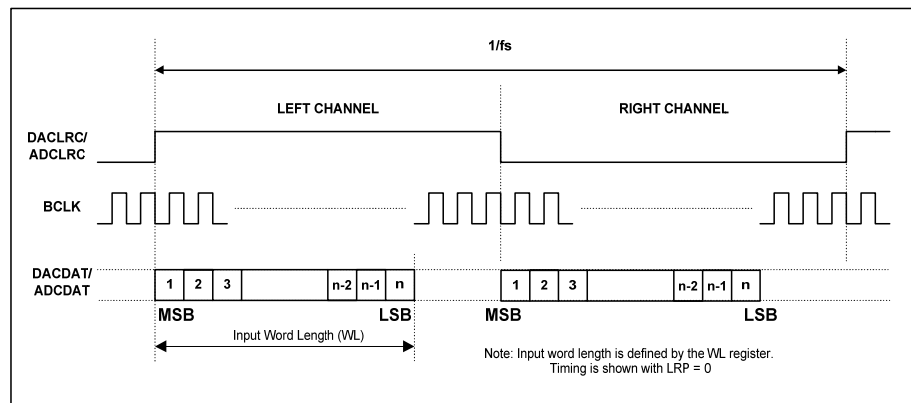 1/fs
LEFT CHANNEL
RIGHT CHANNEL
DACLRC/
ADCLRC
BCLK
DACDAT/
ADCDAT
1 2 3 n-2 n-1 n 1 2 3 n-2 n-1 n
MSB LSB MSB LSB
Input Word Length (WL)
Note: Input word length is defined by the WL register.
Timing is shown with LRP = 0